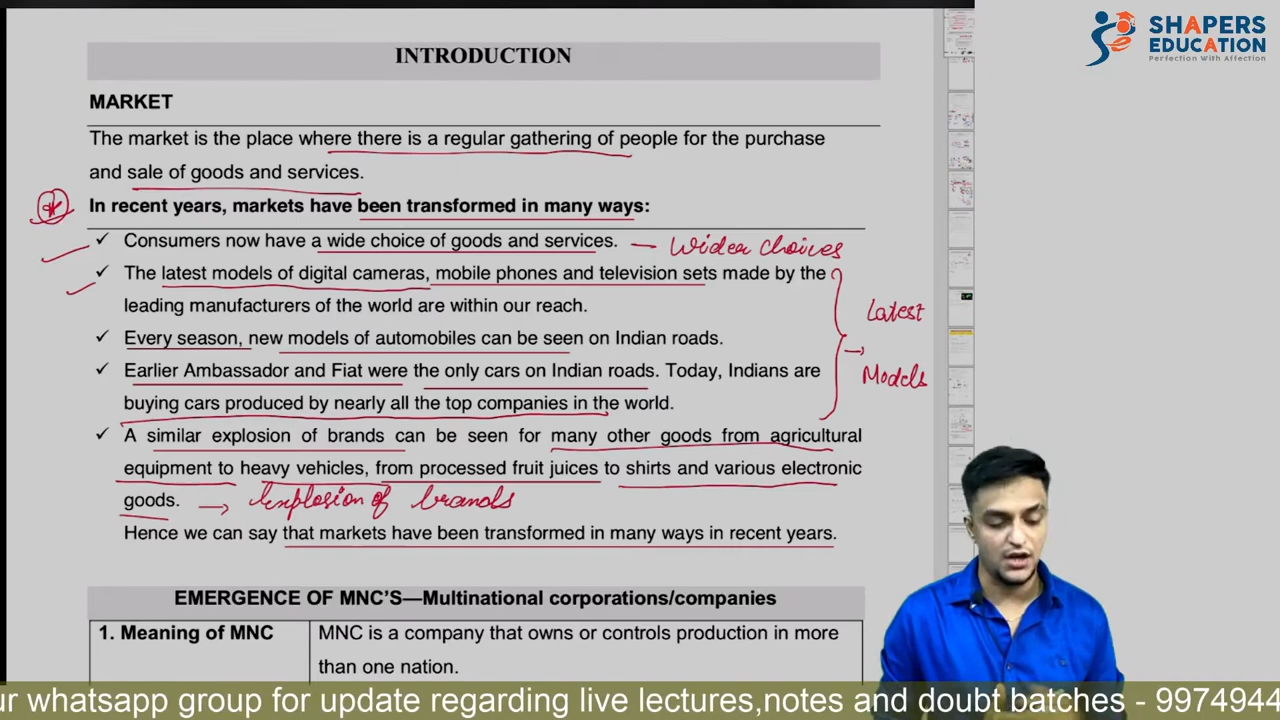 SHAPERS
EDUCATION
Perfection With Affection
INTRODUCTION
MARKET
The market is the place where there is a regular gathering of people for the purchase
and sale of goods and services.
In recent years, markets have been transformed in many ways:
✓ Consumers now have a wide choice of goods and services. — Wider choices
✓ The latest models of digital cameras, mobile phones and television sets made by the
leading manufacturers of the world are within our reach.
Latest
✓ Every season, new models of automobiles can be seen on Indian roads.
✓ Earlier Ambassador and Fiat were the only cars on Indian roads. Today, Indians are
Models
buying cars produced by nearly all the top companies in the world.
✓ A similar explosion of brands can be seen for many other goods from agricultural
equipment to heavy vehicles, from processed fruit juices to shirts and various electronic
goods. → Explosion of brands
Hence we can say that markets have been transformed in many ways in recent years.
EMERGENCE OF MNC'S—Multinational corporations/companies
1. Meaning of MNC MNC is a company that owns or controls production in more
than one nation.
ur whatsapp group for update regarding live lectures,notes and doubt batches - 9974944